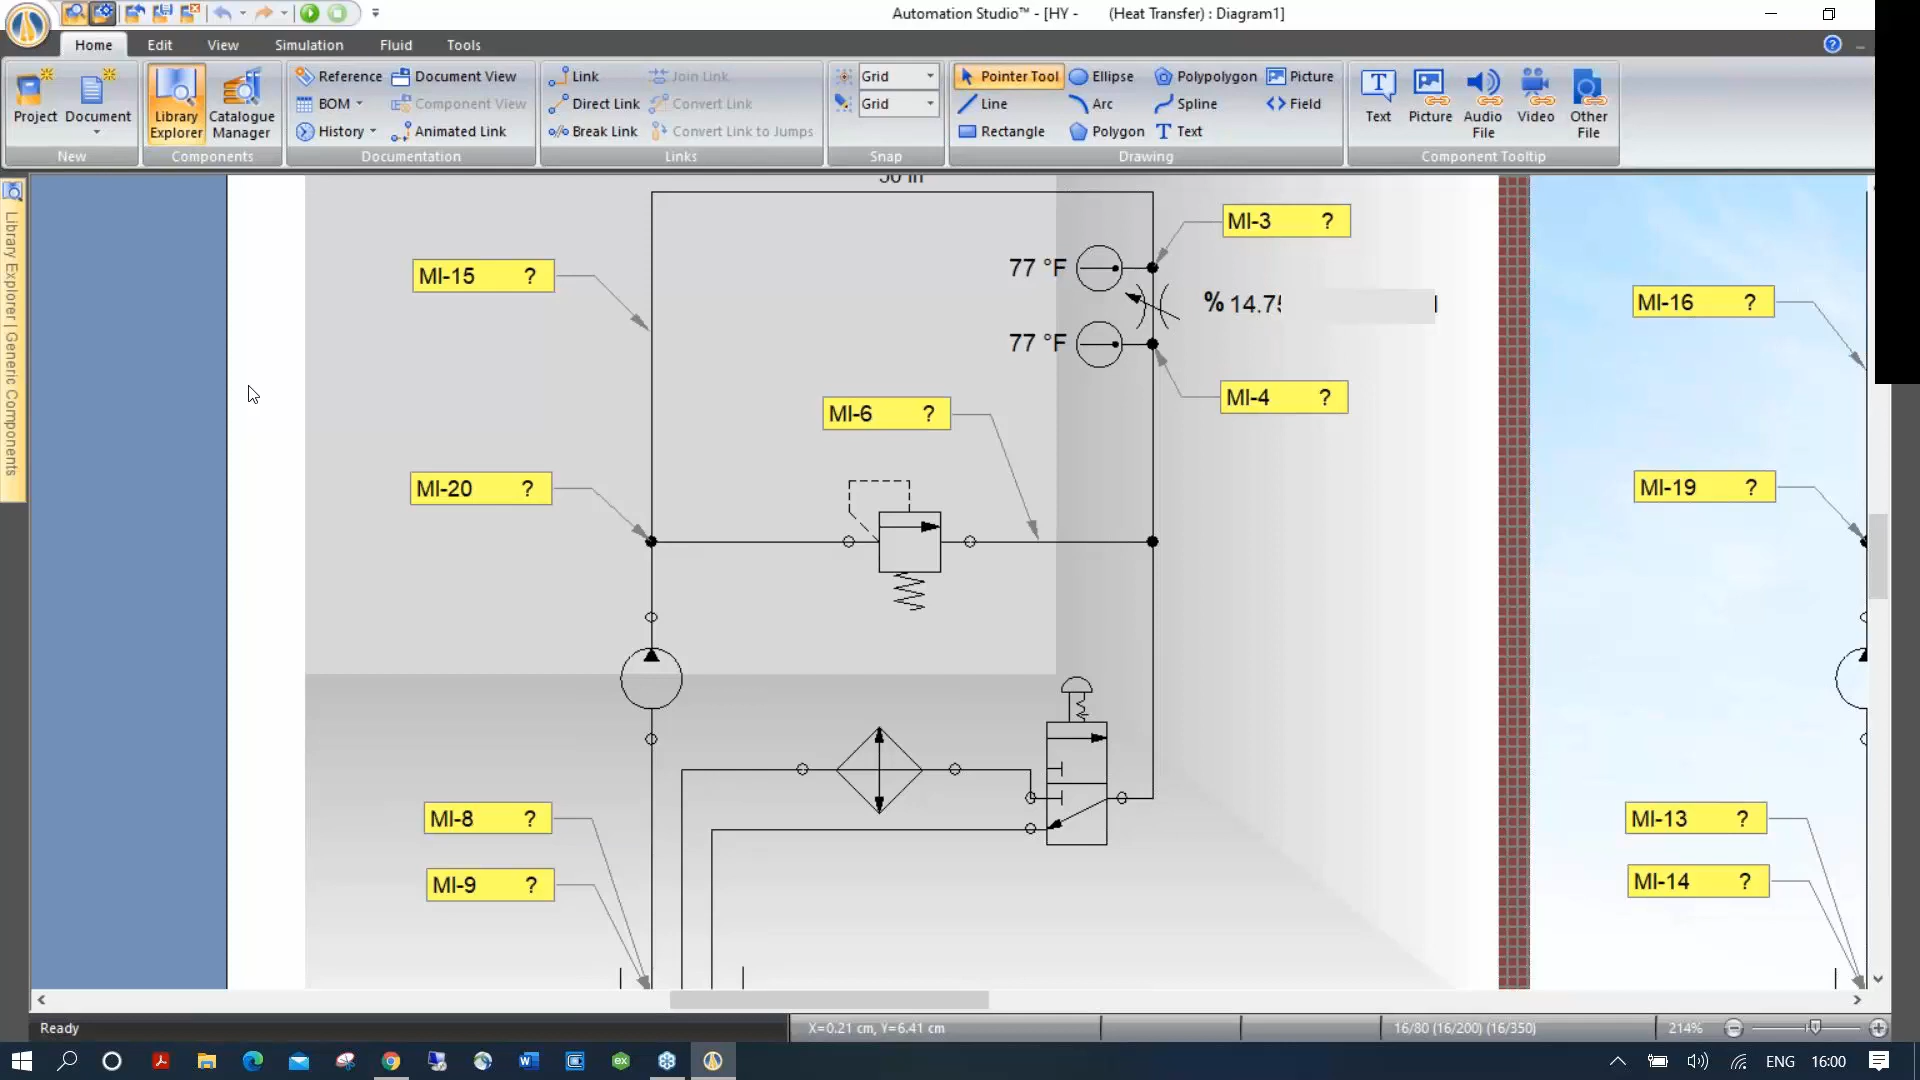 Automation Studio™ - [HY - (Heat Transfer) : Diagram1]
Home Edit View Simulation Fluid Tools
Project Document
New
Library Explorer
Catalogue Manager
Components
Reference Document View
BOM Component View
History Animated Link
Documentation
Link Join Link
Direct Link Convert Link
Break Link Convert Link to Jumps
Links
Grid
Grid
Snap
Pointer Tool Ellipse Polypolygon Picture
Line Arc Spline Field
Rectangle Polygon Text
Drawing
Text Picture Audio File Video Other File
Component Tooltip
Library Explorer | Generic Components
MI-3 ?
MI-15 ?
77 °F
% 14.75
MI-16 ?
77 °F
MI-4 ?
MI-6 ?
MI-20 ?
MI-19 ?
MI-8 ?
MI-13 ?
MI-9 ?
MI-14 ?
Ready
X=0.21 cm, Y=6.41 cm
16/80 (16/200) (16/350)
214%
ENG 16:00